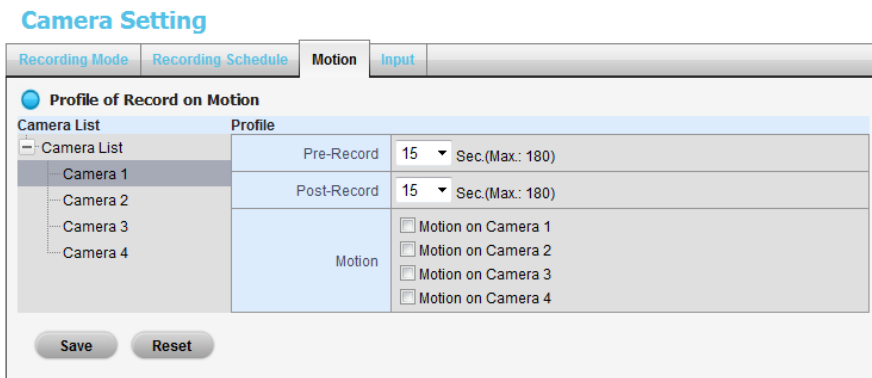 Camera Setting
Recording Mode Recording Schedule Motion Input
Profile of Record on Motion
Camera List Profile
Camera List
Camera 1
Camera 2
Camera 3
Camera 4
Pre-Record 15 Sec.(Max.: 180)
Post-Record 15 Sec.(Max.: 180)
Motion
Motion on Camera 1
Motion on Camera 2
Motion on Camera 3
Motion on Camera 4
Save Reset